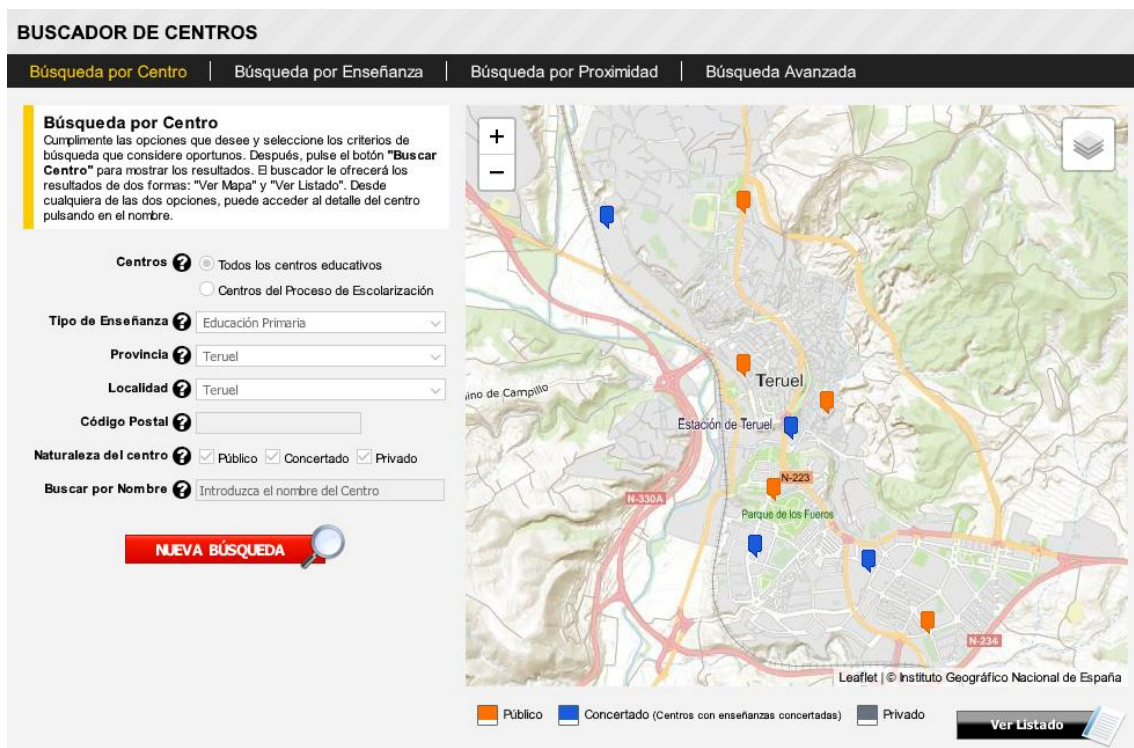 BUSCADOR DE CENTROS
Búsqueda por Centro | Búsqueda por Enseñanza | Búsqueda por Proximidad | Búsqueda Avanzada
Búsqueda por Centro
Cumplimente las opciones que desee y seleccione los criterios de
búsqueda que considere oportunos. Después, pulse el botón "Buscar
Centro" para mostrar los resultados. El buscador le ofrecerá los
resultados de dos formas: "Ver Mapa" y "Ver Listado". Desde
cualquiera de las dos opciones, puede acceder al detalle del centro
pulsando en el nombre.
Centros ? Todos los centros educativos
Centros del Proceso de Escolarización
Tipo de Enseñanza ? Educación Primaria
Provincia ? Teruel
Localidad ? Teruel
Código Postal ?
Naturaleza del centro ? Público Concertado Privado
Buscar por Nombre ? Introduzca el nombre del Centro
NUEVA BÚSQUEDA
+
−
ino de Campillo
Teruel
Estación de Teruel
N-223
N-330A
Parque de los Fueros
N-234
Leaflet | © Instituto Geográfico Nacional de España
Público Concertado (Centros con enseñanzas concertadas) Privado
Ver Listado